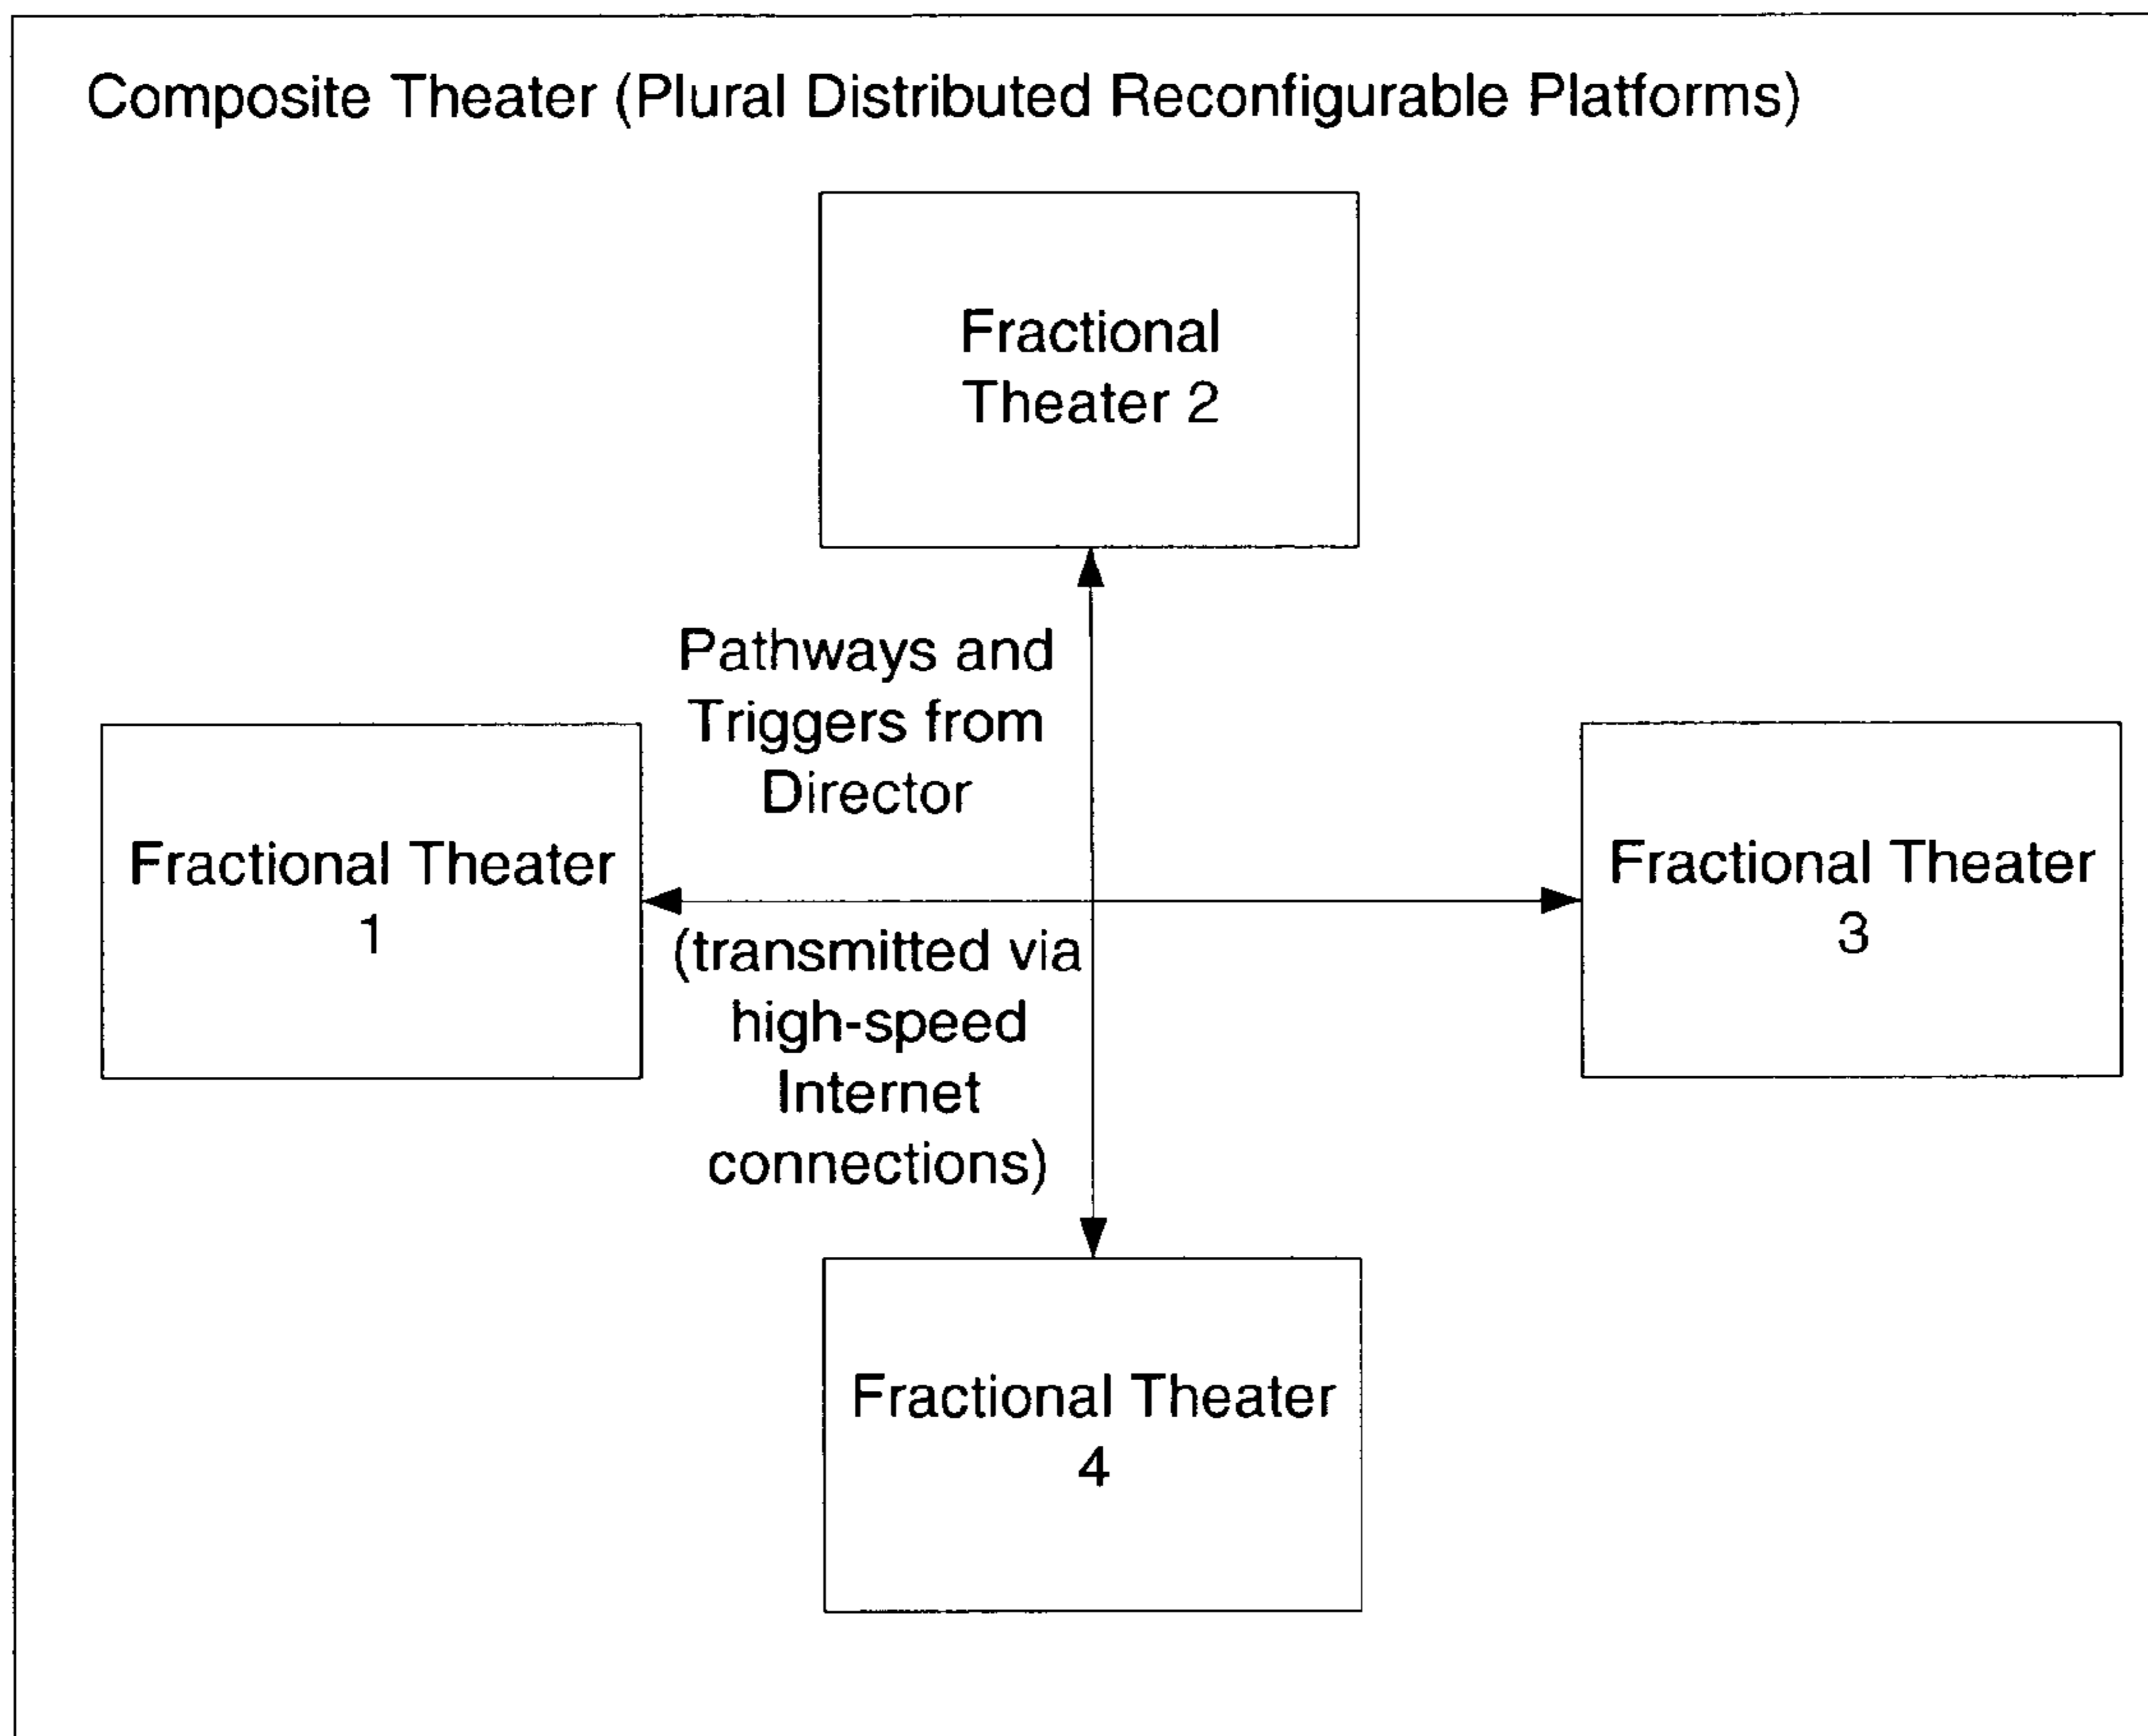 Composite Theater (Plural Distributed Reconfigurable Platforms)
Fractional
Theater 2
Pathways and
Triggers from
Director
Fractional Theater
1
Fractional Theater
3
(transmitted via
high-speed
Internet
connections)
Fractional Theater
4